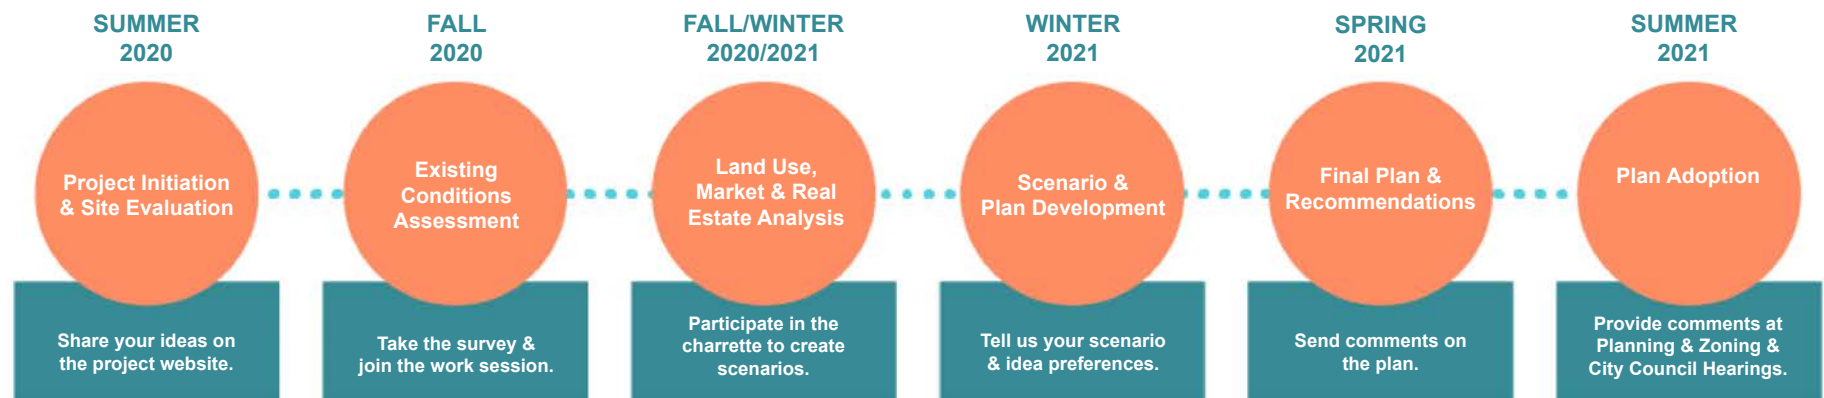 SUMMER
2020
FALL
2020
FALL/WINTER
2020/2021
WINTER
2021
SPRING
2021
SUMMER
2021
Project Initiation
& Site Evaluation
Existing
Conditions
Assessment
Land Use,
Market & Real
Estate Analysis
Scenario &
Plan Development
Final Plan &
Recommendations
Plan Adoption
Share your ideas on
the project website.
Take the survey &
join the work session.
Participate in the
charrette to create
scenarios.
Tell us your scenario
& idea preferences.
Send comments on
the plan.
Provide comments at
Planning & Zoning &
City Council Hearings.